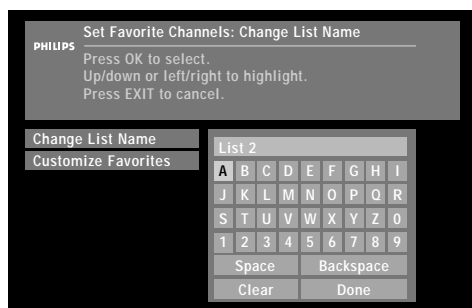 Set Favorite Channels: Change List Name
PHILIPS
Press OK to select.
Up/down or left/right to highlight.
Press EXIT to cancel.
Change List Name
Customize Favorites
List 2
A B C D E F G H I
J K L M N O P Q R
S T U V W X Y Z 0
1 2 3 4 5 6 7 8 9
Space Backspace
Clear Done